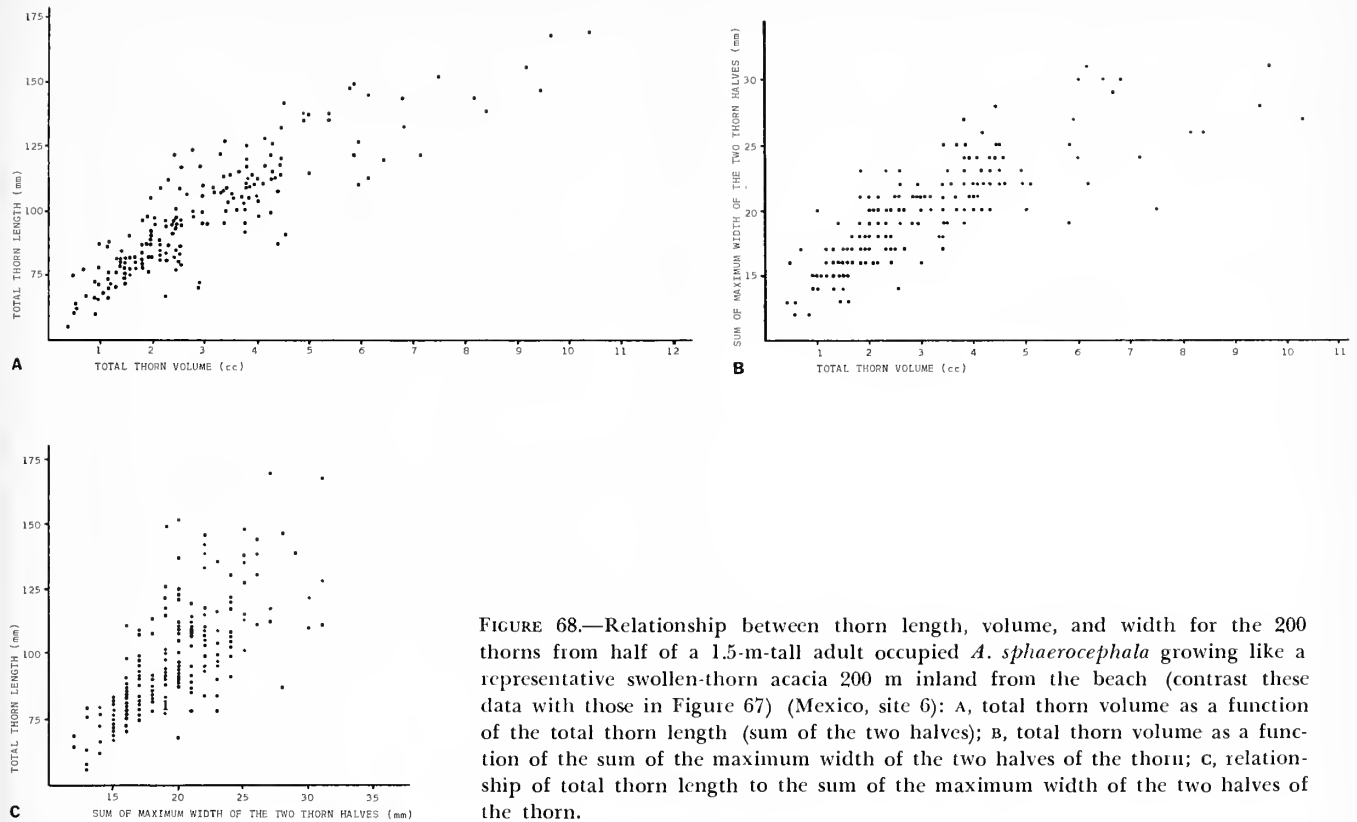 175
150
125
100
75
TOTAL THORN LENGTH (mm)
1 2 3 4 5 6 7 8 9 10 11 12
A TOTAL THORN VOLUME (cc)
30
25
20
15
SUM OF MAXIMUM WIDTH OF THE TWO THORN HALVES (mm)
1 2 3 4 5 6 7 8 9 10 11
B TOTAL THORN VOLUME (cc)
175
150
125
100
75
TOTAL THORN LENGTH (mm)
15 20 25 30 35
C SUM OF MAXIMUM WIDTH OF THE TWO THORN HALVES (mm)
FIGURE 68.—Relationship between thorn length, volume, and width for the 200
thorns from half of a 1.5-m-tall adult occupied A. sphaerocephala growing like a
representative swollen-thorn acacia 200 m inland from the beach (contrast these
data with those in Figure 67) (Mexico, site 6): A, total thorn volume as a function
of the total thorn length (sum of the two halves); B, total thorn volume as a func-
tion of the sum of the maximum width of the two halves of the thorn; C, relation-
ship of total thorn length to the sum of the maximum width of the two halves of
the thorn.